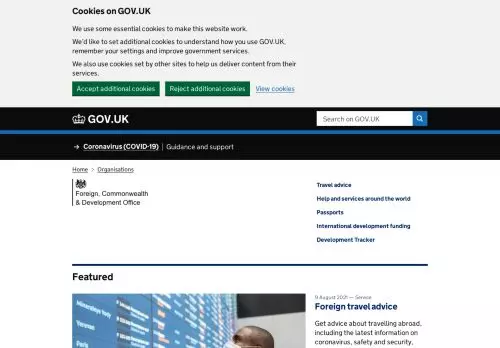 Cookies on GOV.UK
We use some essential cookies to make this website work.
We'd like to set additional cookies to understand how you use GOV.UK,
remember your settings and improve government services.
We also use cookies set by other sites to help us deliver content from their
services.
Accept additional cookies Reject additional cookies View cookies
GOV.UK
Search on GOV.UK
→ Coronavirus (COVID-19) Guidance and support
Home > Organisations
Foreign, Commonwealth
& Development Office
Travel advice
Help and services around the world
Passports
International development funding
Development Tracker
Featured
9 August 2021 — Service
Foreign travel advice
Get advice about travelling abroad,
including the latest information on
coronavirus, safety and security,
Yerevan
Paris